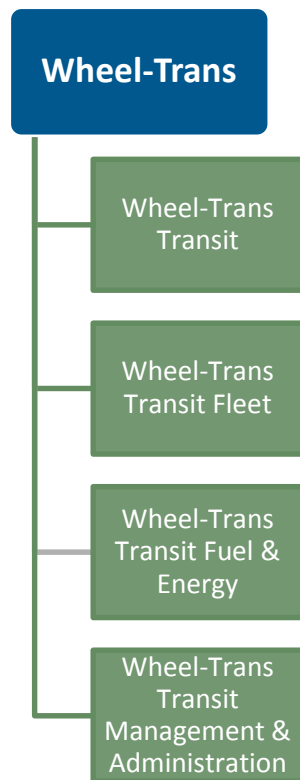 Wheel-Trans
Wheel-Trans
Transit
Wheel-Trans
Transit Fleet
Wheel-Trans
Transit Fuel &
Energy
Wheel-Trans
Transit
Management &
Administration